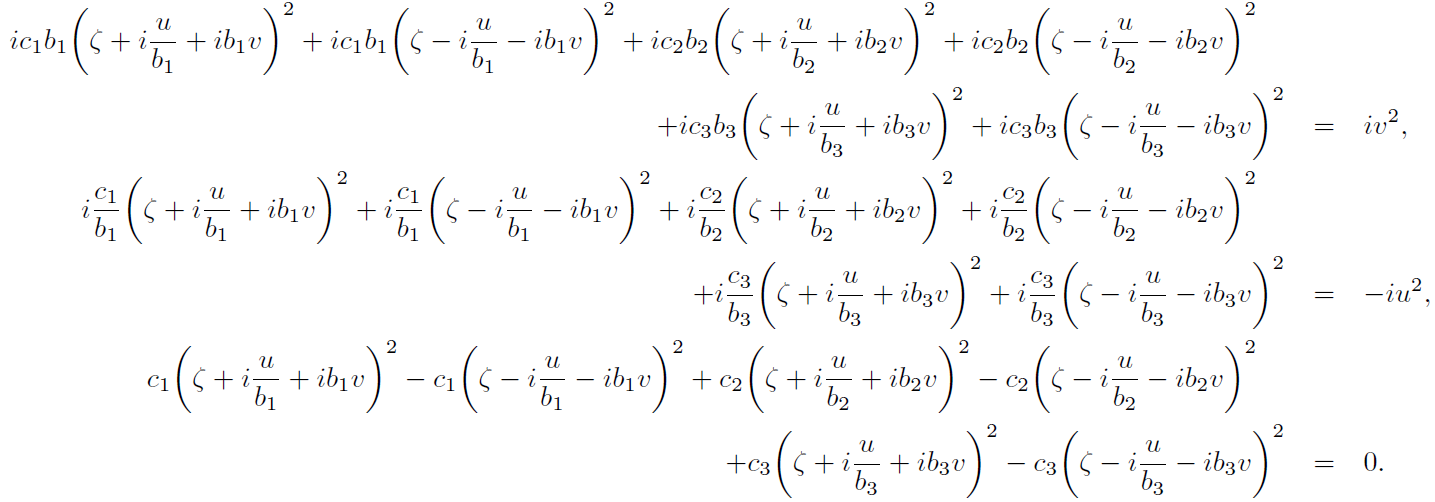 $ic_1b_1\left(\zeta + i\frac{u}{b_1} + ib_1v\right)^2 + ic_1b_1\left(\zeta - i\frac{u}{b_1} - ib_1v\right)^2 + ic_2b_2\left(\zeta + i\frac{u}{b_2} + ib_2v\right)^2 + ic_2b_2\left(\zeta - i\frac{u}{b_2} - ib_2v\right)^2$
$+ic_3b_3\left(\zeta + i\frac{u}{b_3} + ib_3v\right)^2 + ic_3b_3\left(\zeta - i\frac{u}{b_3} - ib_3v\right)^2 = iv^2,$
$i\frac{c_1}{b_1}\left(\zeta + i\frac{u}{b_1} + ib_1v\right)^2 + i\frac{c_1}{b_1}\left(\zeta - i\frac{u}{b_1} - ib_1v\right)^2 + i\frac{c_2}{b_2}\left(\zeta + i\frac{u}{b_2} + ib_2v\right)^2 + i\frac{c_2}{b_2}\left(\zeta - i\frac{u}{b_2} - ib_2v\right)^2$
$+i\frac{c_3}{b_3}\left(\zeta + i\frac{u}{b_3} + ib_3v\right)^2 + i\frac{c_3}{b_3}\left(\zeta - i\frac{u}{b_3} - ib_3v\right)^2 = -iu^2,$
$c_1\left(\zeta + i\frac{u}{b_1} + ib_1v\right)^2 - c_1\left(\zeta - i\frac{u}{b_1} - ib_1v\right)^2 + c_2\left(\zeta + i\frac{u}{b_2} + ib_2v\right)^2 - c_2\left(\zeta - i\frac{u}{b_2} - ib_2v\right)^2$
$+c_3\left(\zeta + i\frac{u}{b_3} + ib_3v\right)^2 - c_3\left(\zeta - i\frac{u}{b_3} - ib_3v\right)^2 = 0.$